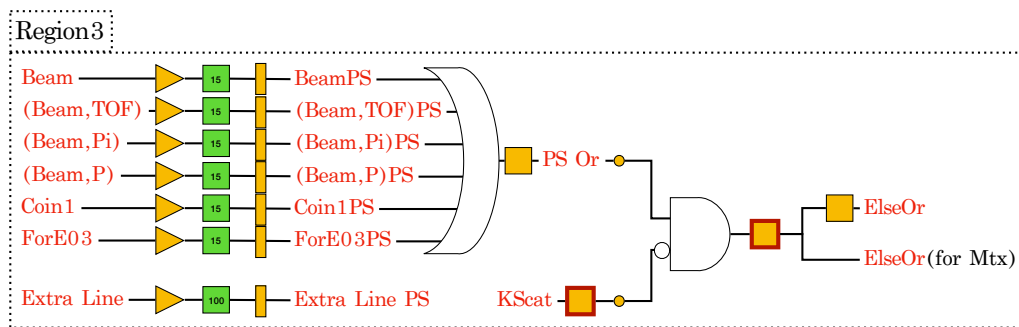 Region3
Beam 15 BeamPS
(Beam,TOF) 15 (Beam,TOF)PS
(Beam,Pi) 15 (Beam,Pi)PS
PS Or
(Beam,P) 15 (Beam,P)PS
Coin1 15 Coin1PS
ElseOr
ForE03 15 ForE03PS
ElseOr(for Mtx)
Extra Line 100 Extra Line PS
KScat